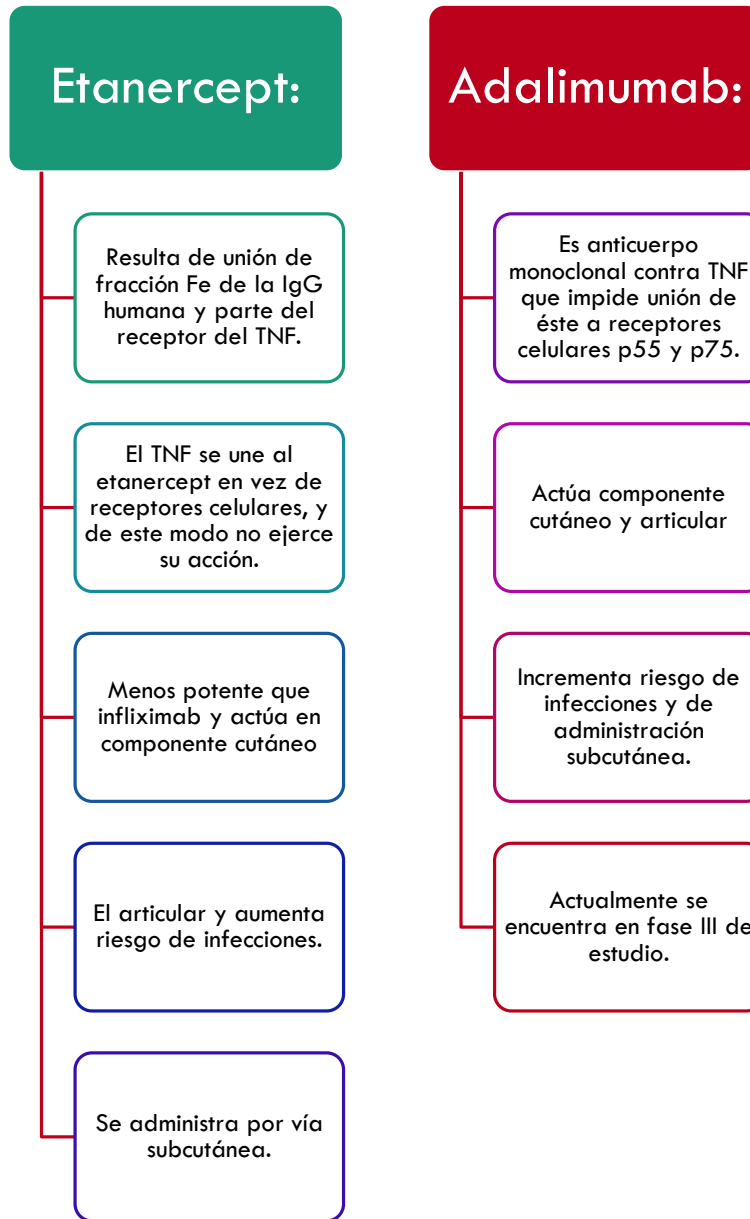 Etanercept:
Resulta de unión de
fracción Fe de la IgG
humana y parte del
receptor del TNF.
El TNF se une al
etanercept en vez de
receptores celulares, y
de este modo no ejerce
su acción.
Menos potente que
infliximab y actúa en
componente cutáneo
El articular y aumenta
riesgo de infecciones.
Se administra por vía
subcutánea.
Adalimumab:
Es anticuerpo
monoclonal contra TNF
que impide unión de
éste a receptores
celulares p55 y p75.
Actúa componente
cutáneo y articular
Incrementa riesgo de
infecciones y de
administración
subcutánea.
Actualmente se
encuentra en fase III de
estudio.